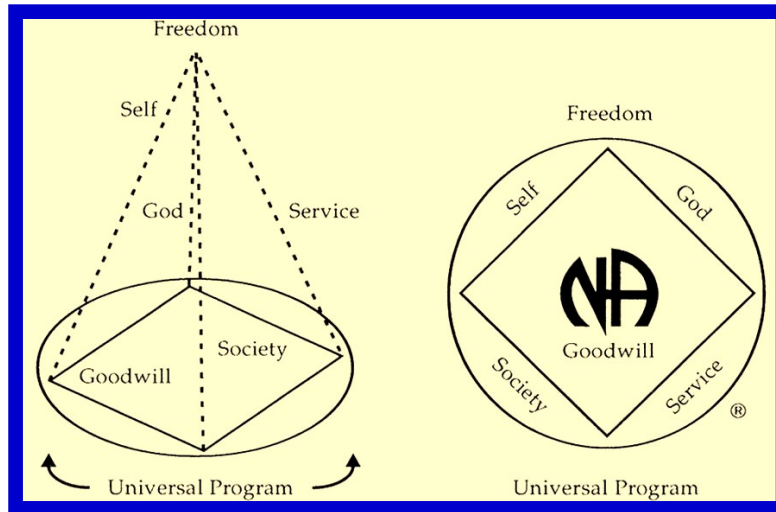 Freedom
Self
God
Service
Society
Goodwill
Universal Program
Freedom
Self
God
NA
Goodwill
Society
Service
®
Universal Program